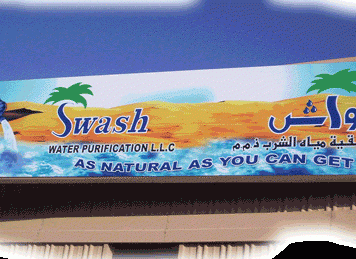 Swash
WATER PURIFICATION L.L.C
مياه الشرب ذ.م.م
AS NATURAL AS YOU CAN GET